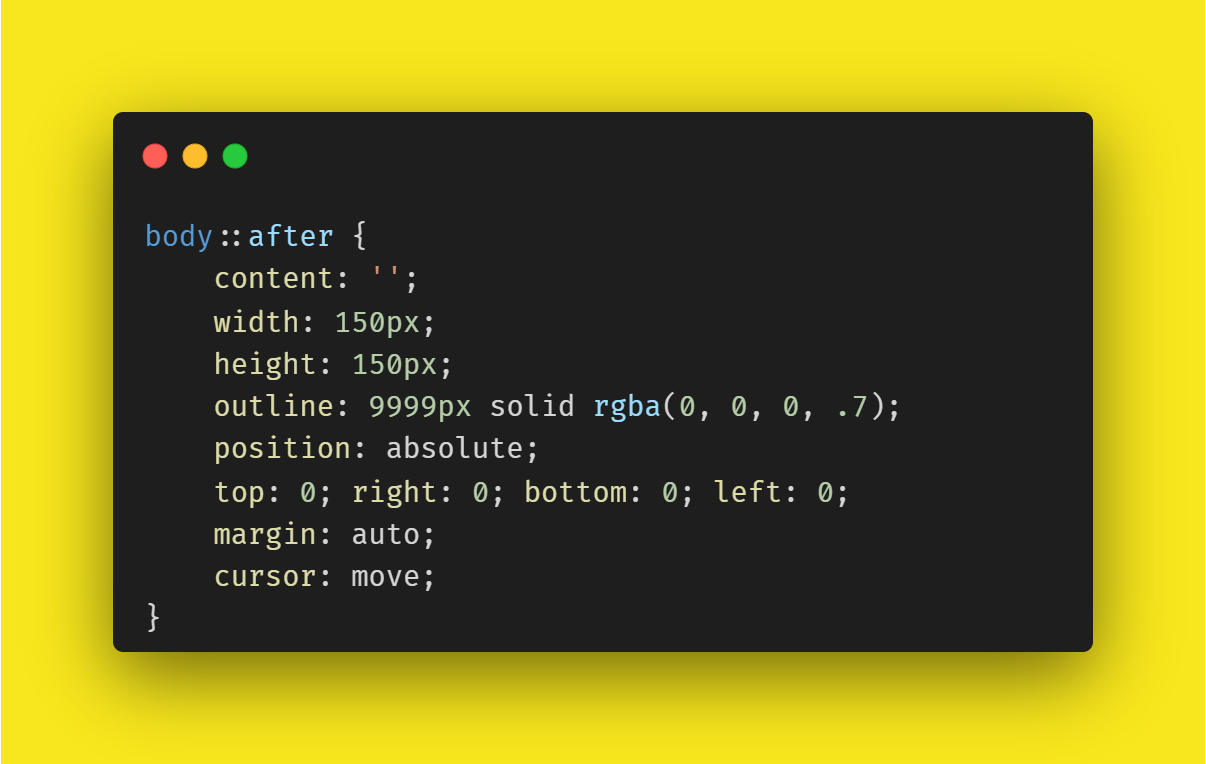 body::after {
    content: '';
    width: 150px;
    height: 150px;
    outline: 9999px solid rgba(0, 0, 0, .7);
    position: absolute;
    top: 0; right: 0; bottom: 0; left: 0;
    margin: auto;
    cursor: move;
}